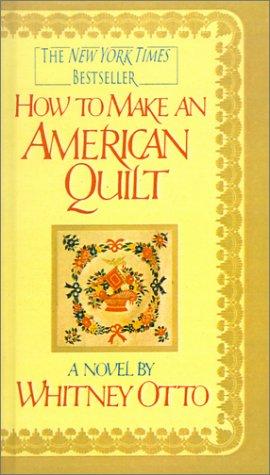 THE NEW YORK TIMES
BESTSELLER
HOW TO MAKE AN
AMERICAN
QUILT
A NOVEL BY
WHITNEY OTTO